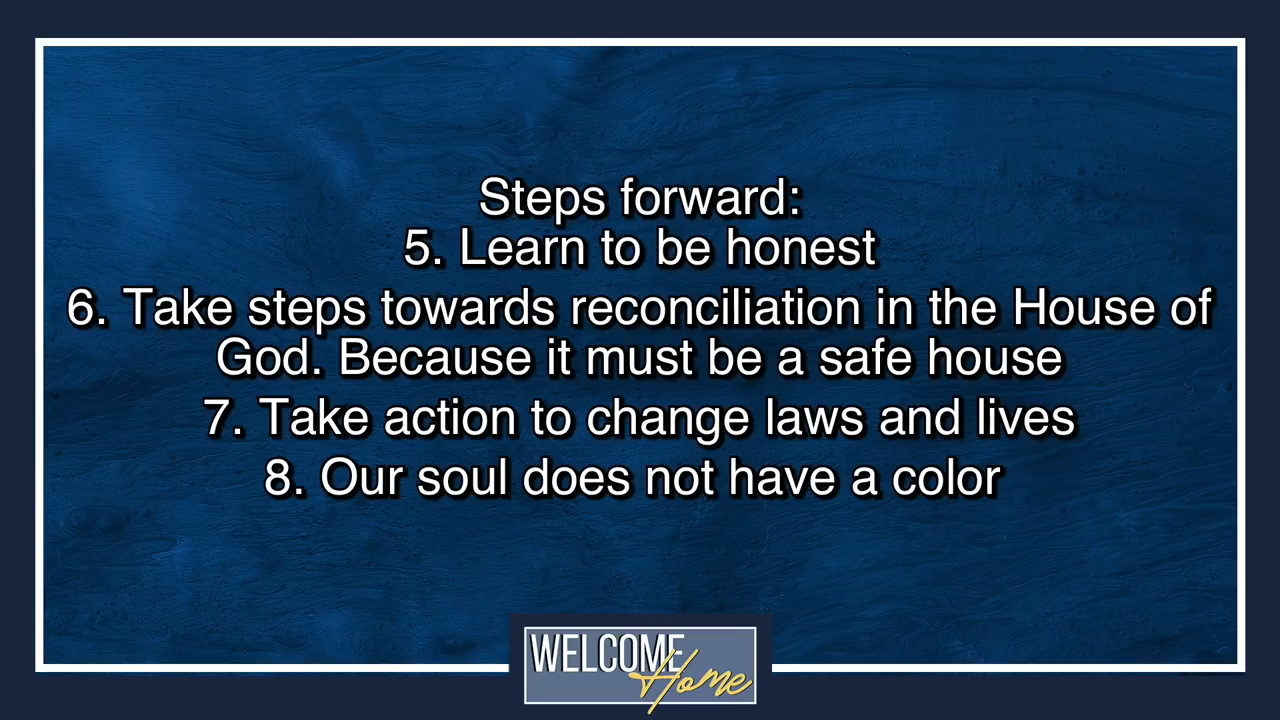 Steps forward:
5. Learn to be honest
6. Take steps towards reconciliation in the House of
God. Because it must be a safe house
7. Take action to change laws and lives
8. Our soul does not have a color
WELCOME
Home